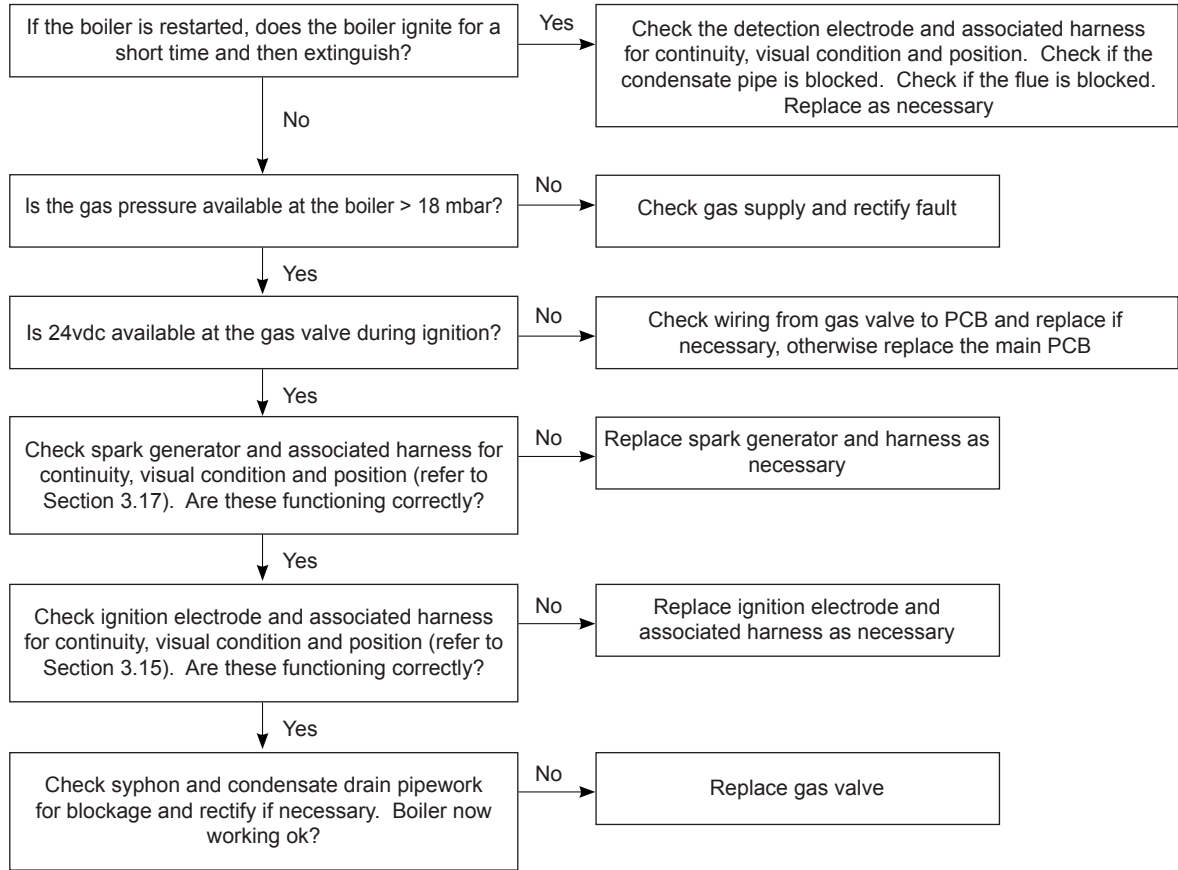 If the boiler is restarted, does the boiler ignite for a
short time and then extinguish?
Yes
Check the detection electrode and associated harness
for continuity, visual condition and position.  Check if the
condensate pipe is blocked.  Check if the flue is blocked.
Replace as necessary
No
Is the gas pressure available at the boiler > 18 mbar?
No
Check gas supply and rectify fault
Yes
Is 24vdc available at the gas valve during ignition?
No
Check wiring from gas valve to PCB and replace if
necessary, otherwise replace the main PCB
Yes
Check spark generator and associated harness for
continuity, visual condition and position (refer to
Section 3.17).  Are these functioning correctly?
No
Replace spark generator and harness as
necessary
Yes
Check ignition electrode and associated harness
for continuity, visual condition and position (refer to
Section 3.15).  Are these functioning correctly?
No
Replace ignition electrode and
associated harness as necessary
Yes
Check syphon and condensate drain pipework
for blockage and rectify if necessary.  Boiler now
working ok?
No
Replace gas valve